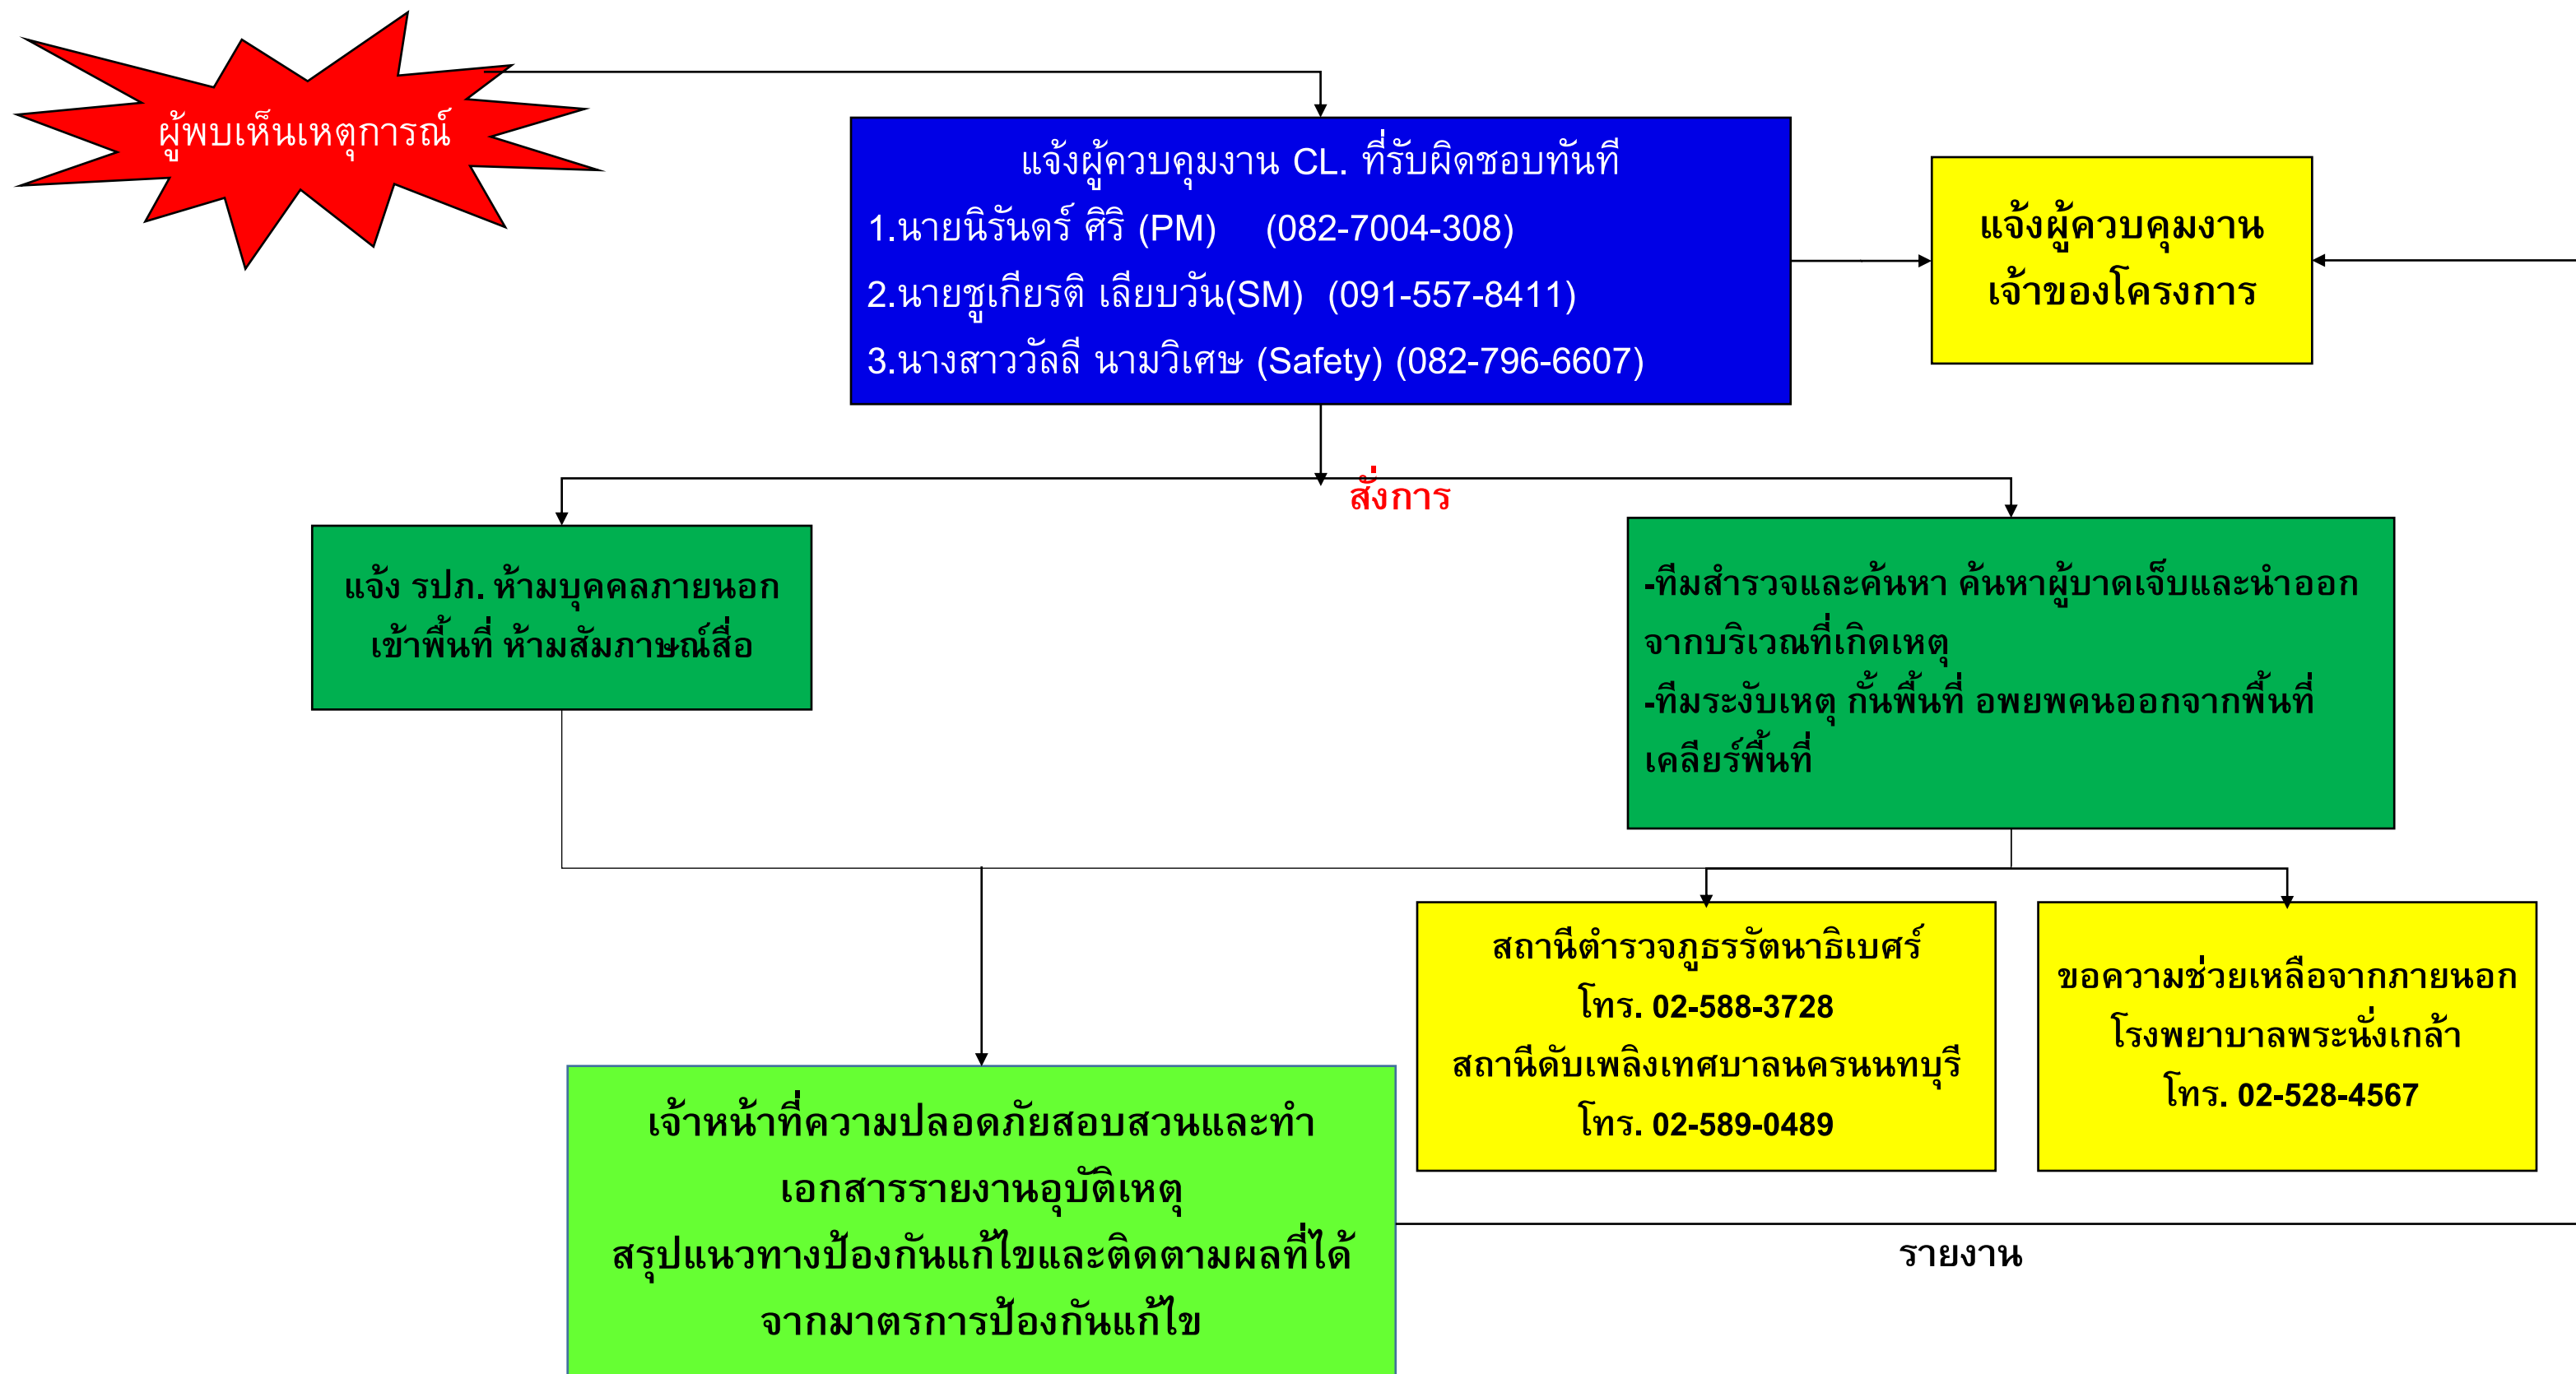 ผู้พบเห็นเหตุการณ์
แจ้งผู้ควบคุมงาน CL. ที่รับผิดชอบทันที
1.นายนิรันดร์ ศิริ (PM) (082-7004-308)
2.นายชูเกียรติ เลียบวัน(SM) (091-557-8411)
3.นางสาววัลลี นามวิเศษ (Safety) (082-796-6607)
แจ้งผู้ควบคุมงาน
เจ้าของโครงการ
สั่งการ
แจ้ง รปภ. ห้ามบุคคลภายนอก
เข้าพื้นที่ ห้ามสัมภาษณ์สื่อ
-ทีมสำรวจและค้นหา ค้นหาผู้บาดเจ็บและนำออก
จากบริเวณที่เกิดเหตุ
-ทีมระงับเหตุ กั้นพื้นที่ อพยพคนออกจากพื้นที่
เคลียร์พื้นที่
สถานีตำรวจภูธรรัตนาธิเบศร์
โทร. 02-588-3728
สถานีดับเพลิงเทศบาลนครนนทบุรี
โทร. 02-589-0489
ขอความช่วยเหลือจากภายนอก
โรงพยาบาลพระนั่งเกล้า
โทร. 02-528-4567
เจ้าหน้าที่ความปลอดภัยสอบสวนและทำ
เอกสารรายงานอุบัติเหตุ
สรุปแนวทางป้องกันแก้ไขและติดตามผลที่ได้
จากมาตรการป้องกันแก้ไข
รายงาน